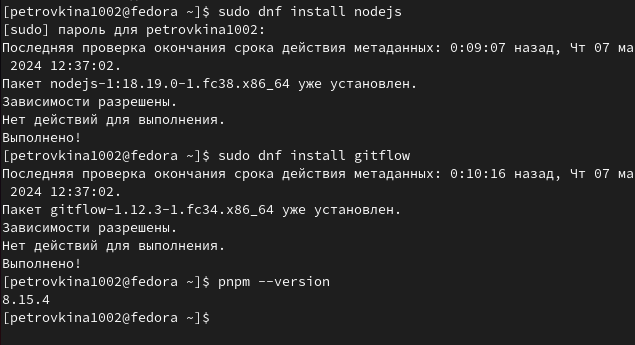 [petrovkina1002@fedora ~]$ sudo dnf install nodejs
[sudo] пароль для petrovkina1002:
Последняя проверка окончания срока действия метаданных: 0:09:07 назад, Чт 07 ма
 2024 12:37:02.
Пакет nodejs-1:18.19.0-1.fc38.x86_64 уже установлен.
Зависимости разрешены.
Нет действий для выполнения.
Выполнено!
[petrovkina1002@fedora ~]$ sudo dnf install gitflow
Последняя проверка окончания срока действия метаданных: 0:10:16 назад, Чт 07 ма
 2024 12:37:02.
Пакет gitflow-1.12.3-1.fc34.x86_64 уже установлен.
Зависимости разрешены.
Нет действий для выполнения.
Выполнено!
[petrovkina1002@fedora ~]$ pnpm --version
8.15.4
[petrovkina1002@fedora ~]$